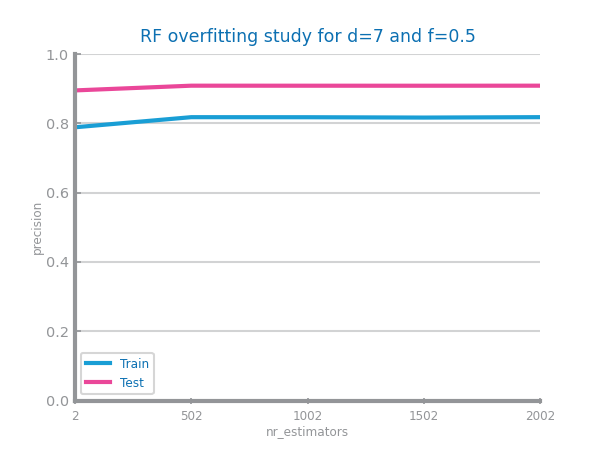 RF overfitting study for d=7 and f=0.5
1.0
0.8
0.6
0.4
0.2
0.0
precision
Train
Test
2 502 1002 1502 2002
nr_estimators